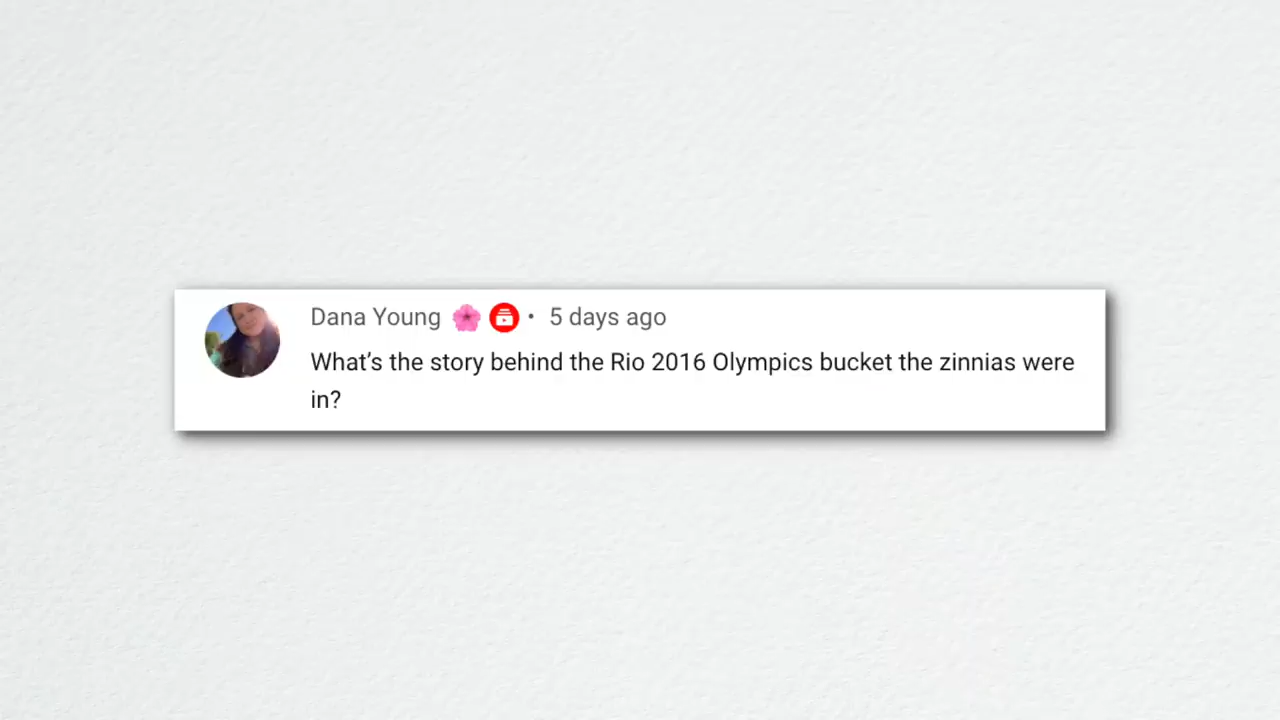 Dana Young 🌸 • 5 days ago
What's the story behind the Rio 2016 Olympics bucket the zinnias were
in?